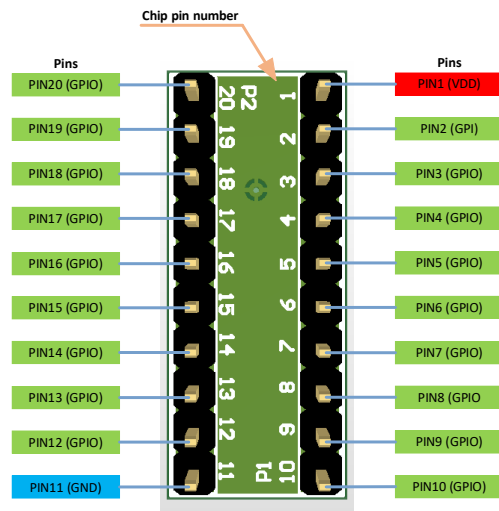 Chip pin number
Pins
Pins
PIN20 (GPIO)
20
P2
1
PIN1 (VDD)
PIN19 (GPIO)
19
2
PIN2 (GPI)
PIN18 (GPIO)
18
3
PIN3 (GPIO)
PIN17 (GPIO)
17
4
PIN4 (GPIO)
PIN16 (GPIO)
16
5
PIN5 (GPIO)
PIN15 (GPIO)
15
6
PIN6 (GPIO)
PIN14 (GPIO)
14
7
PIN7 (GPIO)
PIN13 (GPIO)
13
8
PIN8 (GPIO
PIN12 (GPIO)
12
9
PIN9 (GPIO)
PIN11 (GND)
11
P1
10
PIN10 (GPIO)